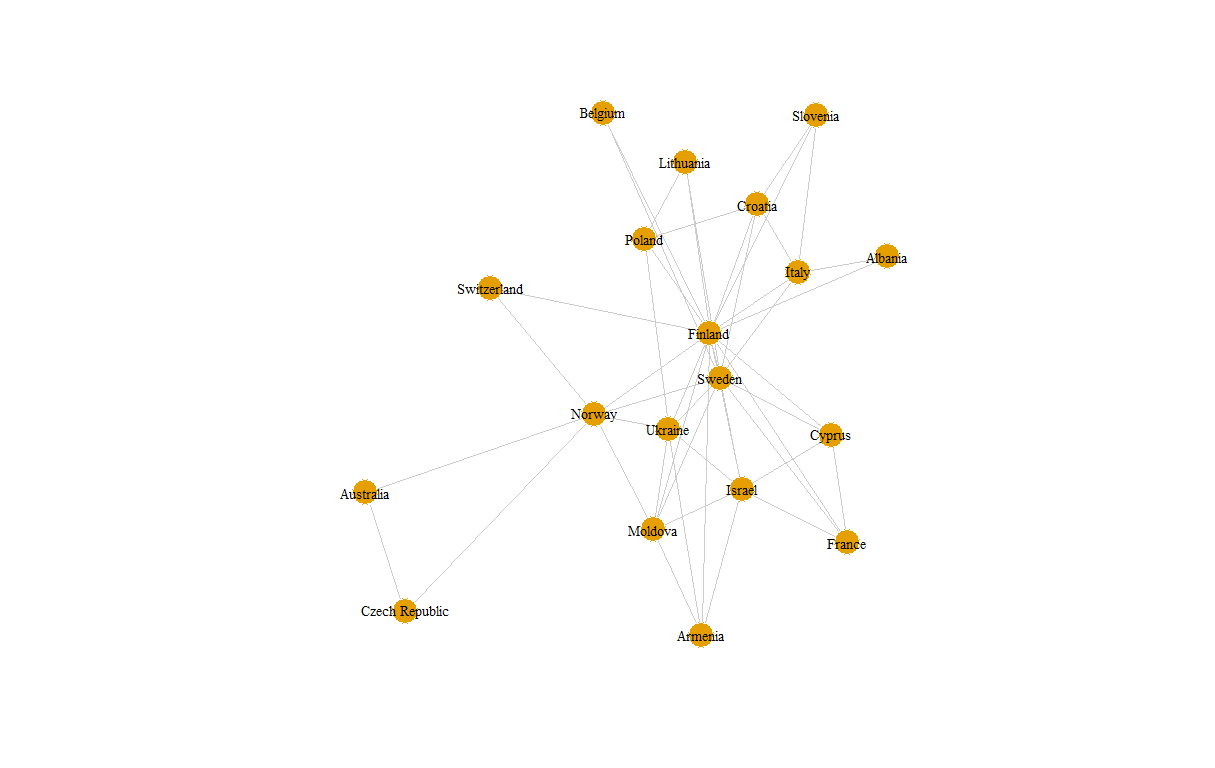 Belgium
Slovenia
Lithuania
Croatia
Poland
Albania
Italy
Switzerland
Finland
Sweden
Norway
Ukraine
Cyprus
Israel
Australia
Moldova
France
Czech Republic
Armenia